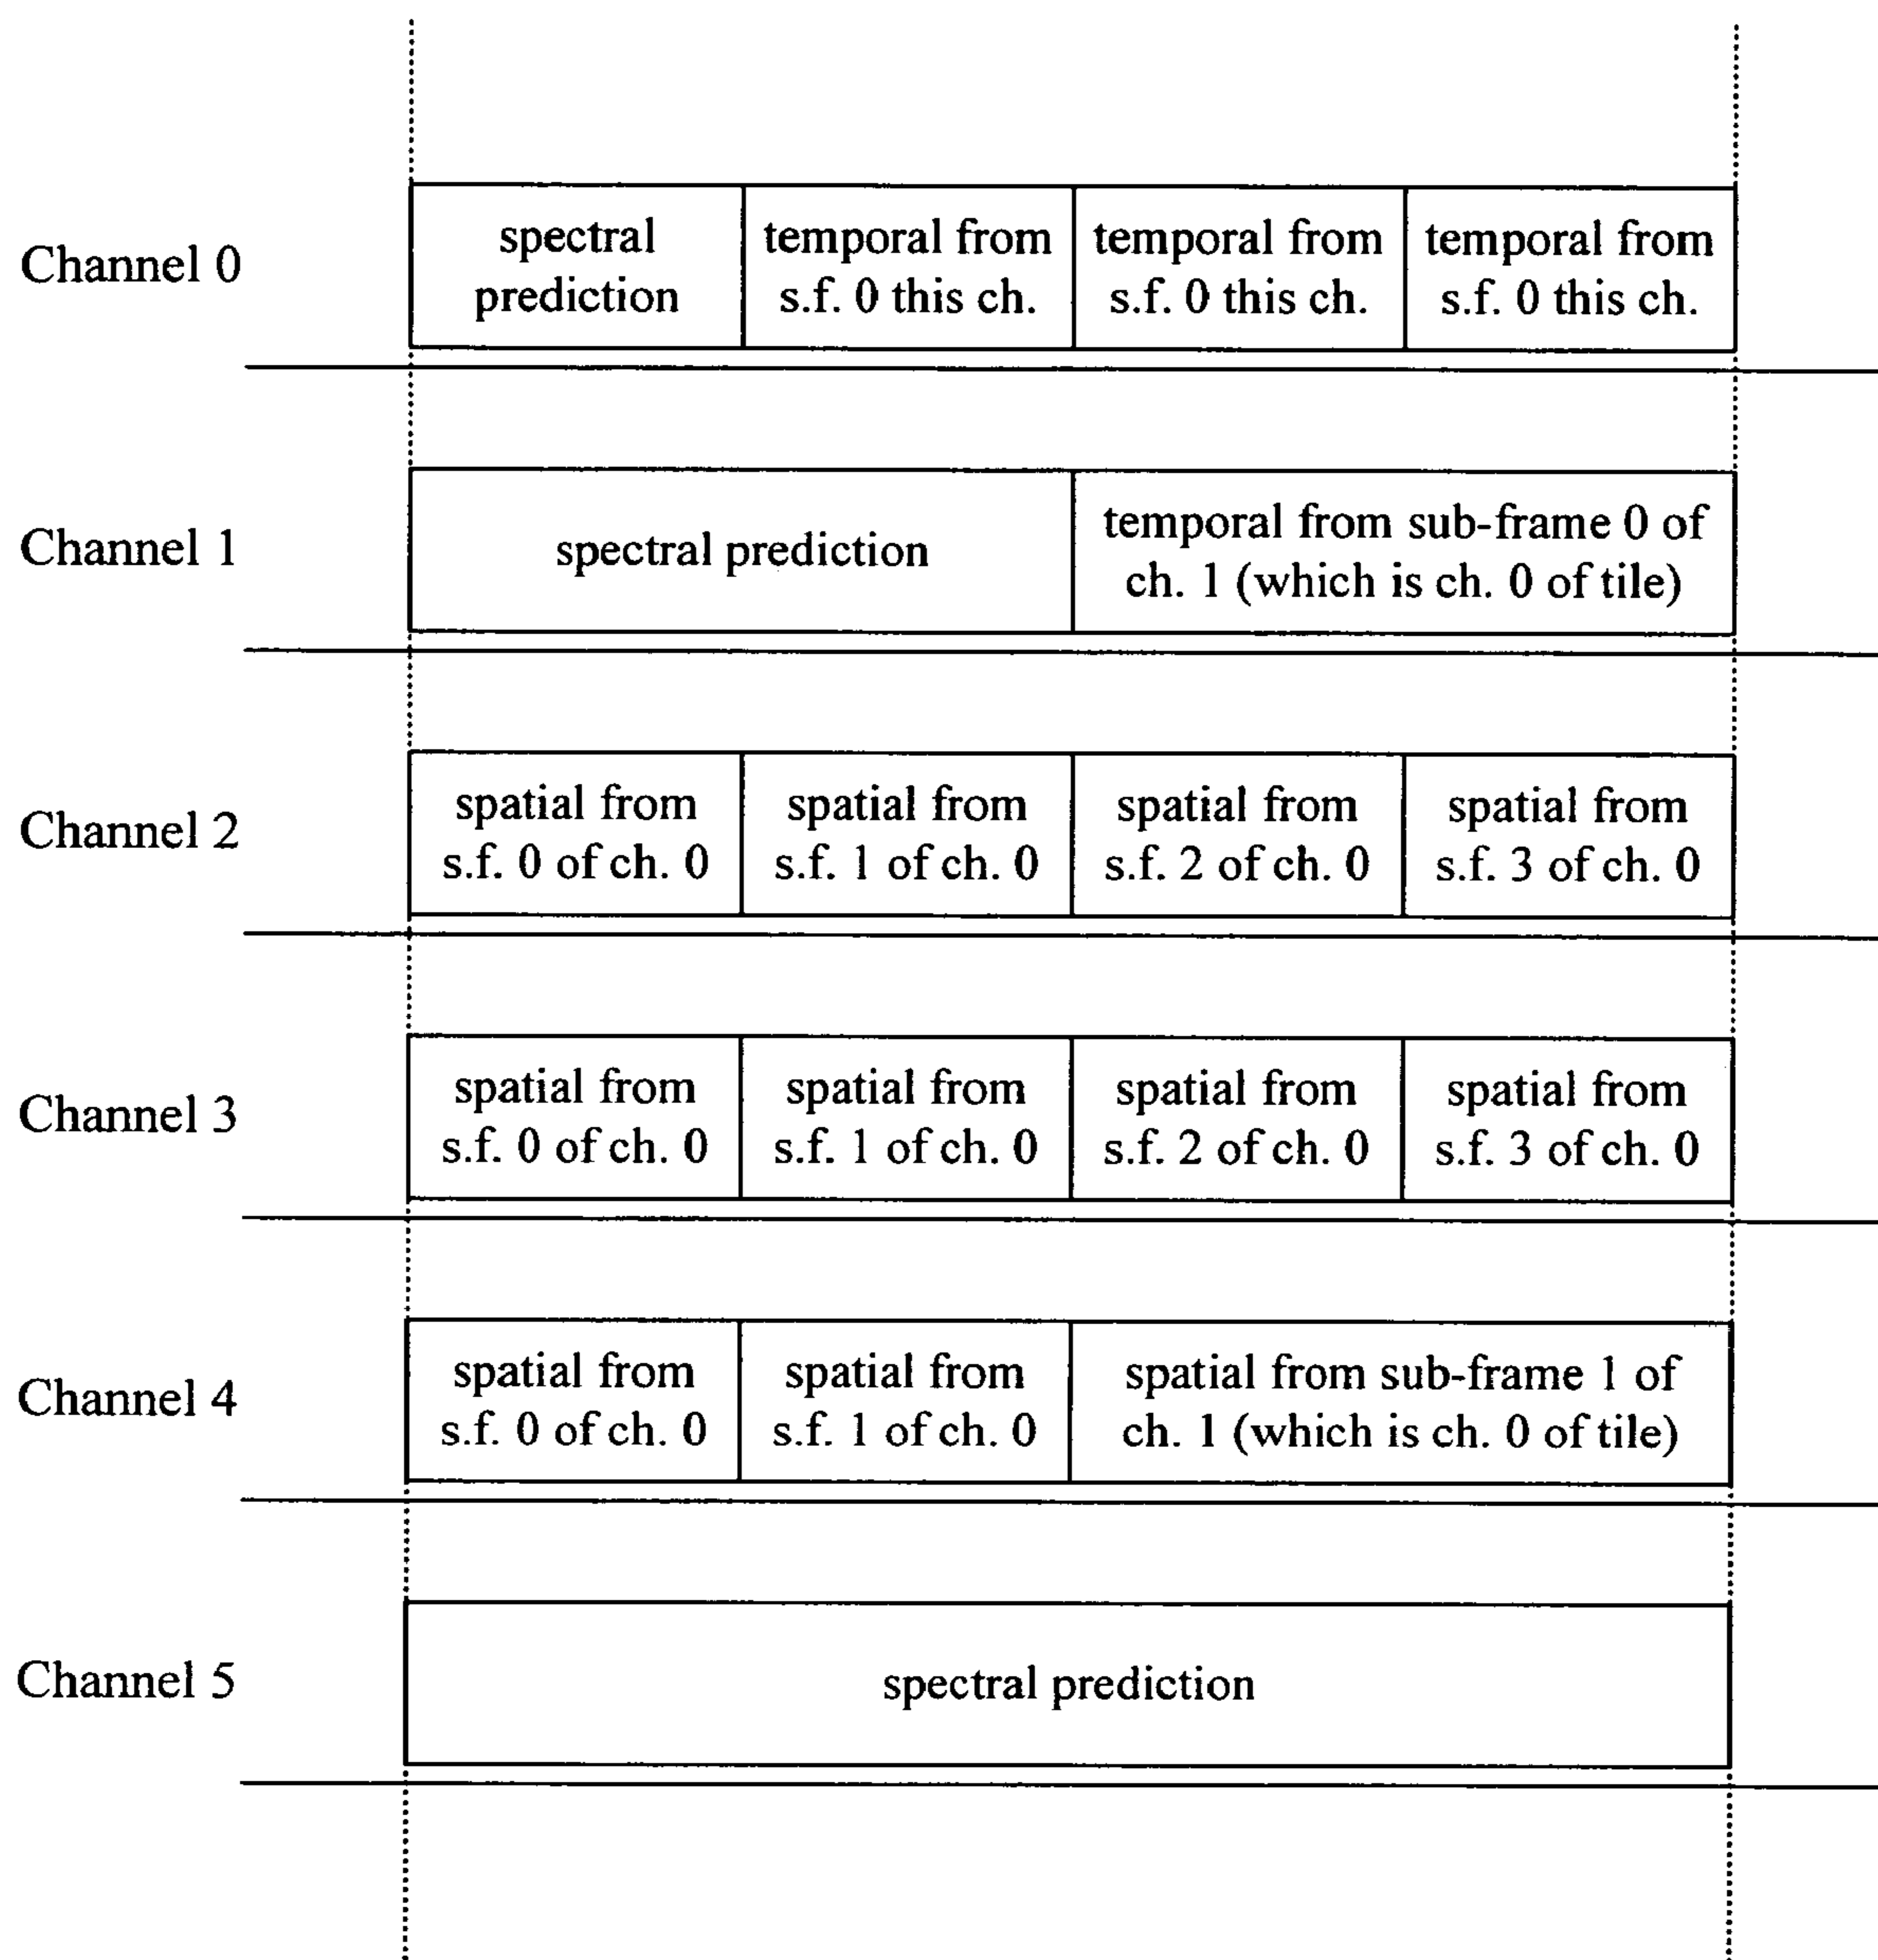 Channel 0
spectral
prediction
temporal from
s.f. 0 this ch.
temporal from
s.f. 0 this ch.
temporal from
s.f. 0 this ch.
Channel 1
spectral prediction
temporal from sub-frame 0 of
ch. 1 (which is ch. 0 of tile)
Channel 2
spatial from
s.f. 0 of ch. 0
spatial from
s.f. 1 of ch. 0
spatial from
s.f. 2 of ch. 0
spatial from
s.f. 3 of ch. 0
Channel 3
spatial from
s.f. 0 of ch. 0
spatial from
s.f. 1 of ch. 0
spatial from
s.f. 2 of ch. 0
spatial from
s.f. 3 of ch. 0
Channel 4
spatial from
s.f. 0 of ch. 0
spatial from
s.f. 1 of ch. 0
spatial from sub-frame 1 of
ch. 1 (which is ch. 0 of tile)
Channel 5
spectral prediction